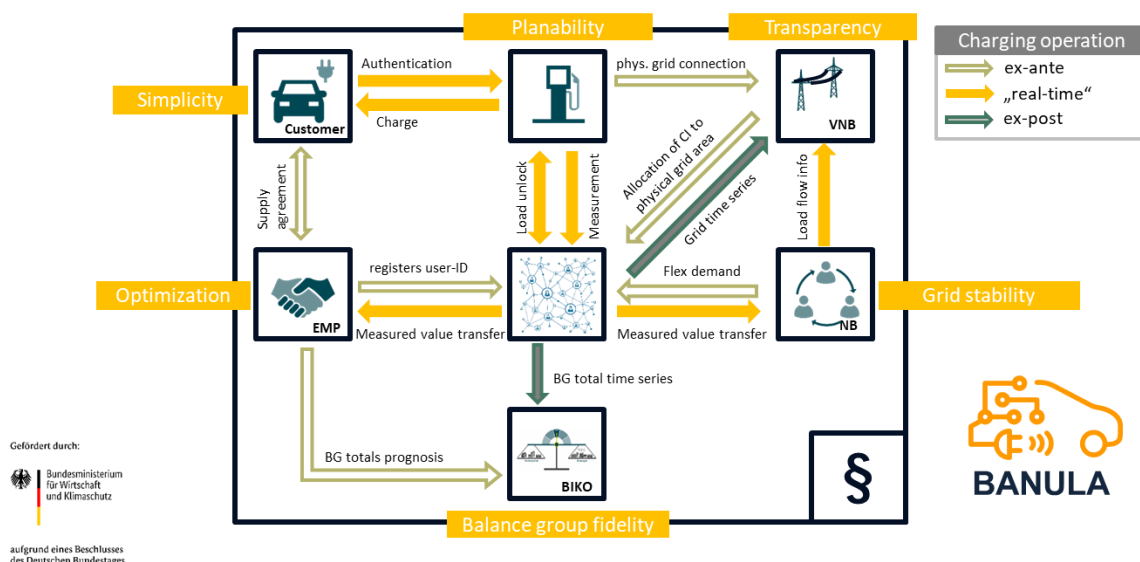 Planability
Transparency
Charging operation
ex-ante
„real-time“
ex-post
Simplicity
Customer
Authentication
Charge
phys. grid connection
VNB
Supply
agreement
Load unlock
Measurement
Allocation of CI to
physical grid area
Grid time series
Load flow info
Optimization
EMP
registers user-ID
Measured value transfer
Flex demand
Measured value transfer
NB
Grid stability
BG total time series
BG totals prognosis
BIKO
Balance group fidelity
§
BANULA
Gefördert durch:
Bundesministerium
für Wirtschaft
und Klimaschutz
aufgrund eines Beschlusses
des Deutschen Bundestages